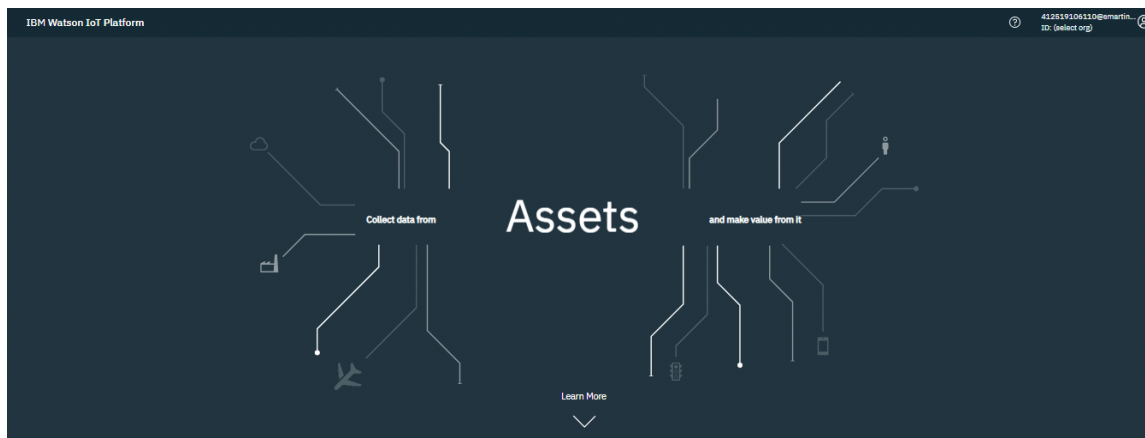 IBM Watson IoT Platform
412519106110@smartin...
ID: (select org)
Collect data from
Assets
and make value from it
Learn More